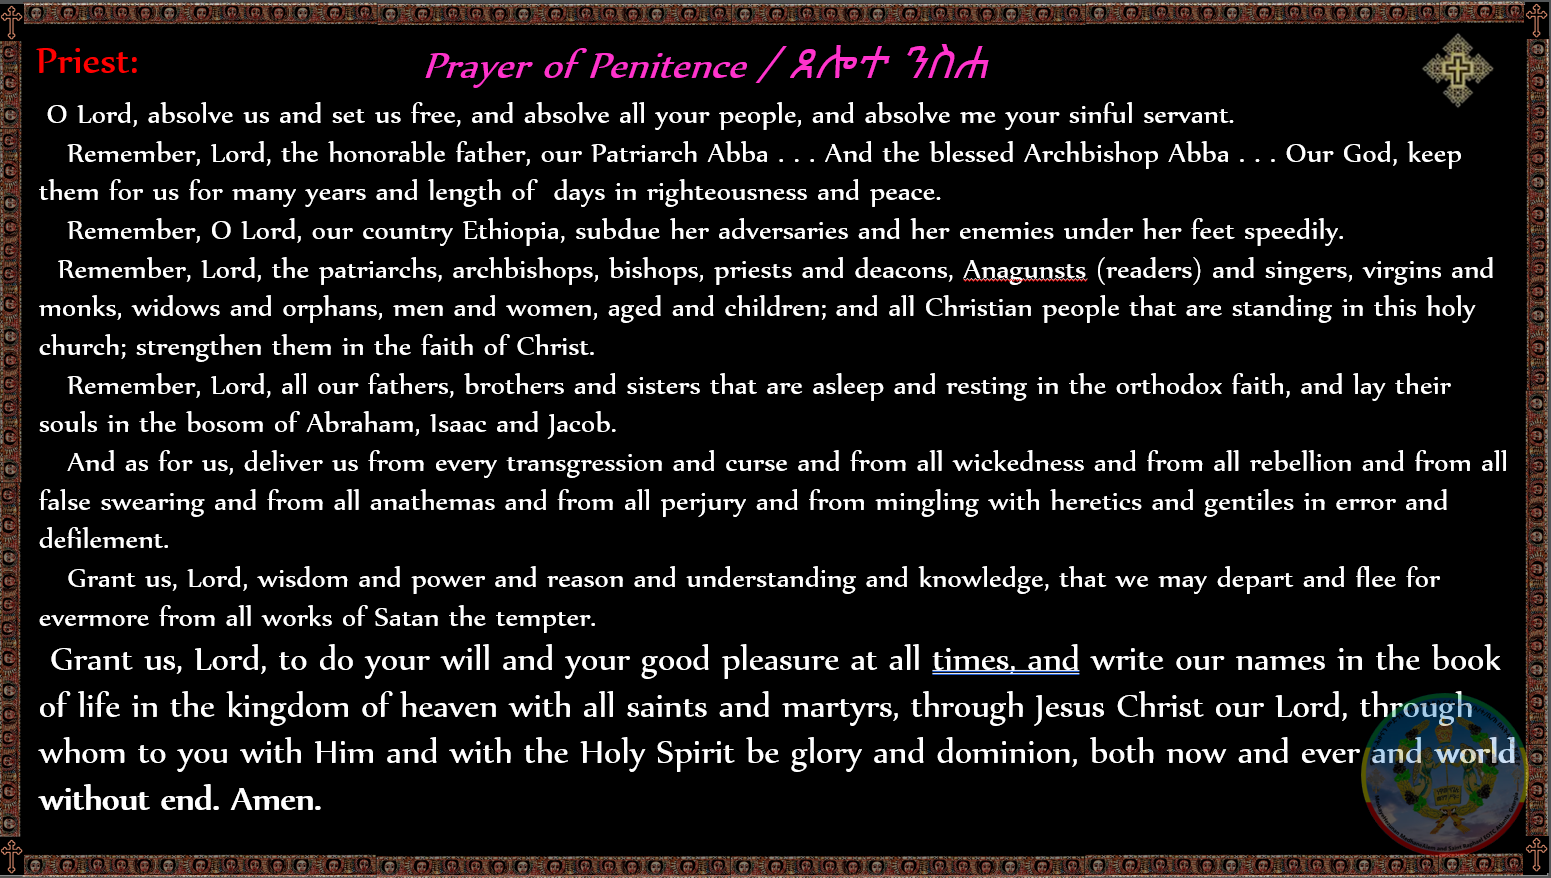 Priest:
Prayer of Penitence / ጸሎተ ንስሐ
O Lord, absolve us and set us free, and absolve all your people, and absolve me your sinful servant.
Remember, Lord, the honorable father, our Patriarch Abba . . . And the blessed Archbishop Abba . . . Our God, keep
them for us for many years and length of days in righteousness and peace.
Remember, O Lord, our country Ethiopia, subdue her adversaries and her enemies under her feet speedily.
Remember, Lord, the patriarchs, archbishops, bishops, priests and deacons, Anagunsts (readers) and singers, virgins and
monks, widows and orphans, men and women, aged and children; and all Christian people that are standing in this holy
church; strengthen them in the faith of Christ.
Remember, Lord, all our fathers, brothers and sisters that are asleep and resting in the orthodox faith, and lay their
souls in the bosom of Abraham, Isaac and Jacob.
And as for us, deliver us from every transgression and curse and from all wickedness and from all rebellion and from all
false swearing and from all anathemas and from all perjury and from mingling with heretics and gentiles in error and
defilement.
Grant us, Lord, wisdom and power and reason and understanding and knowledge, that we may depart and flee for
evermore from all works of Satan the tempter.
Grant us, Lord, to do your will and your good pleasure at all times, and write our names in the book
of life in the kingdom of heaven with all saints and martyrs, through Jesus Christ our Lord, through
whom to you with Him and with the Holy Spirit be glory and dominion, both now and ever and world
without end. Amen.